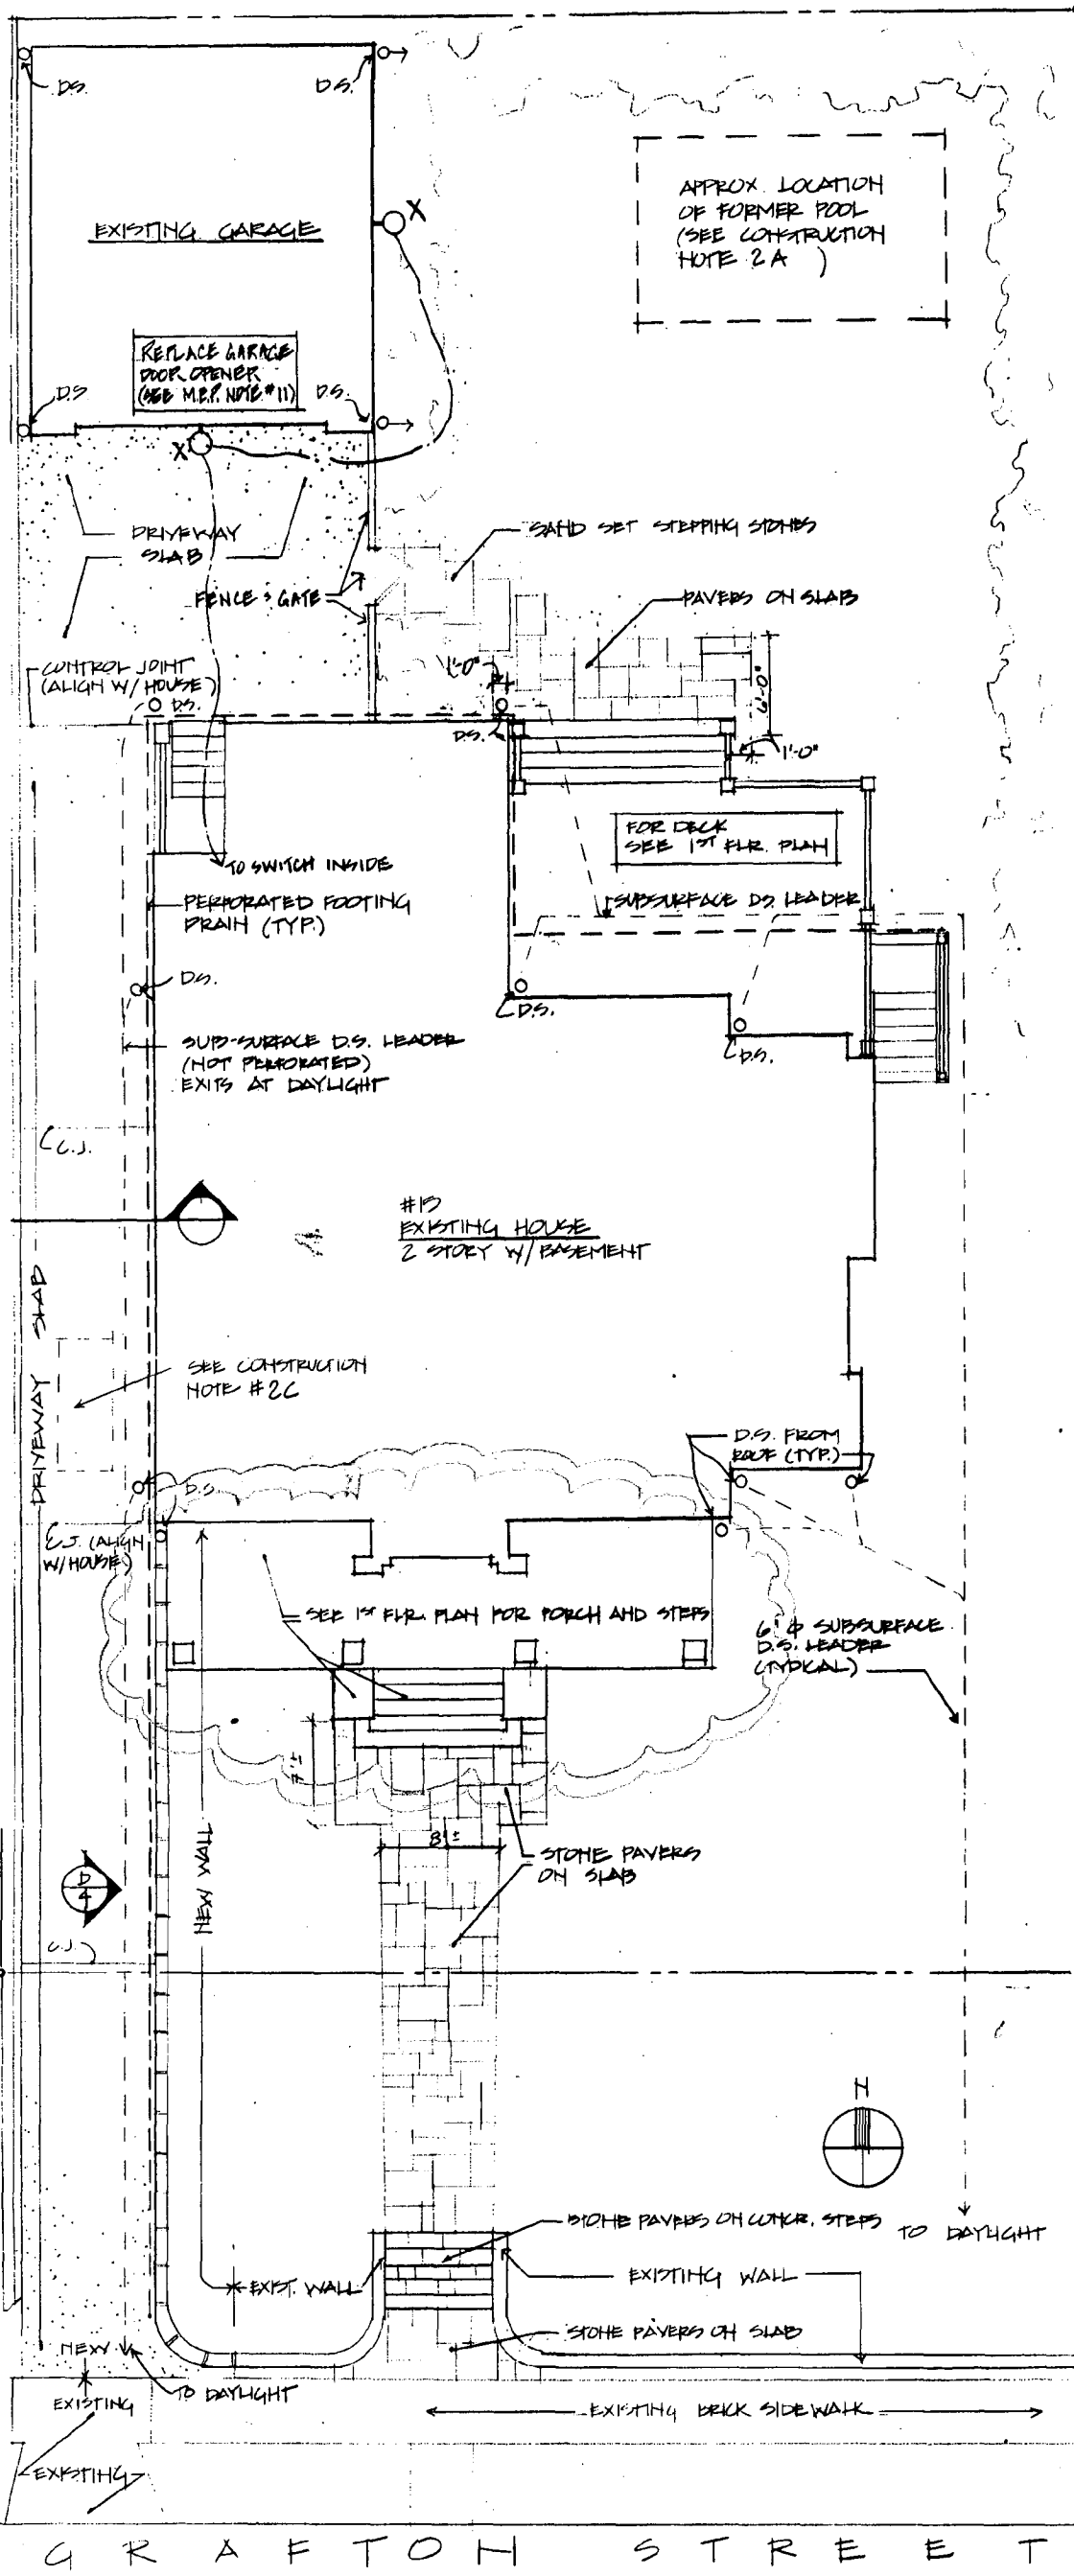 D.S.
D.S.
EXISTING GARAGE
X
APPROX. LOCATION
OF FORMER POOL
(SEE CONSTRUCTION
NOTE 2A )
REPLACE GARAGE
DOOR OPENER
(SEE M.E.P. NOTE #11)
D.S.
D.S.
X
DRIVEWAY
SLAB
SAND SET STEPPING STONES
FENCE & GATE
PAVERS ON SLAB
CONTROL JOINT
(ALIGN W/ HOUSE)
D.S.
1'-0"
D.S.
6'-0"
1'-0"
FOR DECK
SEE 1ST FLR. PLAN
TO SWITCH INSIDE
PERFORATED FOOTING
DRAIN (TYP.)
SUBSURFACE D.S. LEADER
D.S.
D.S.
D.S.
SUB-SURFACE D.S. LEADER
(NOT PERFORATED)
EXITS AT DAYLIGHT
C.J.
EXISTING HOUSE
2 STORY W/ BASEMENT
DRIVEWAY SLAB
SEE CONSTRUCTION
NOTE #2C
D.S. FROM
ROOF (TYP.)
D.S.
(ALIGN
W/ HOUSE)
SEE 1ST FLR. PLAN FOR PORCH AND STEPS
6" φ SUBSURFACE
D.S. LEADER
(TYPICAL)
7'±
8'±
STONE PAVERS
ON SLAB
NEW WALL
D
4
C.J.
N
STONE PAVERS ON CONCR. STEPS
TO DAYLIGHT
EXIST. WALL
EXISTING WALL
STONE PAVERS ON SLAB
NEW
EXISTING
TO DAYLIGHT
EXISTING BRICK SIDEWALK
EXISTING
GRAFTON STREET